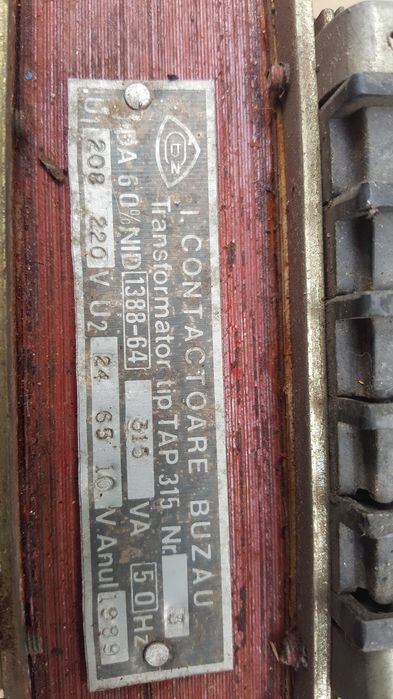 CBZ
I. CONTACTOARE BUZAU
Transformator tip TAP 315 Nr. 3
DA 60% NID 1388-64 315 VA 50 Hz
U1 208 220 V U2 24 65 10 V Anul 1989